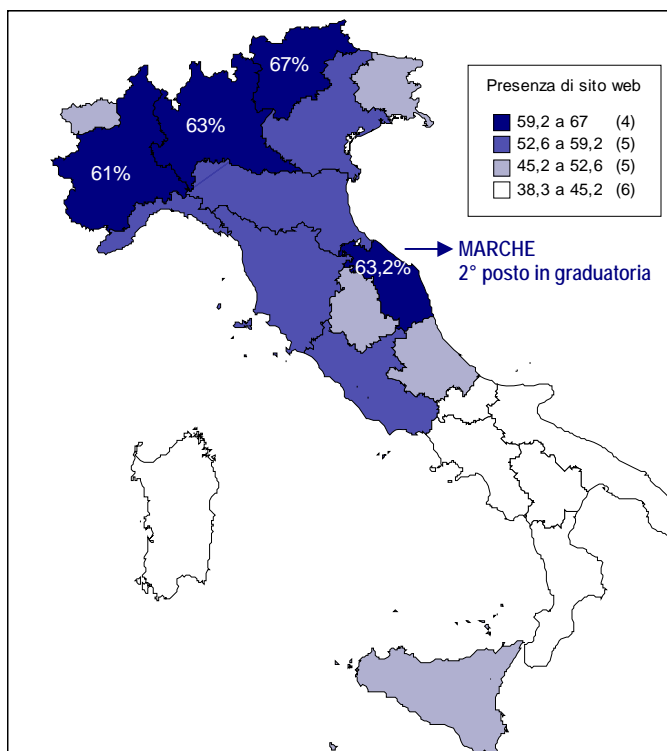 67%
63%
61%
63,2%
MARCHE
2° posto in graduatoria
Presenza di sito web
59,2 a 67 (4)
52,6 a 59,2 (5)
45,2 a 52,6 (5)
38,3 a 45,2 (6)